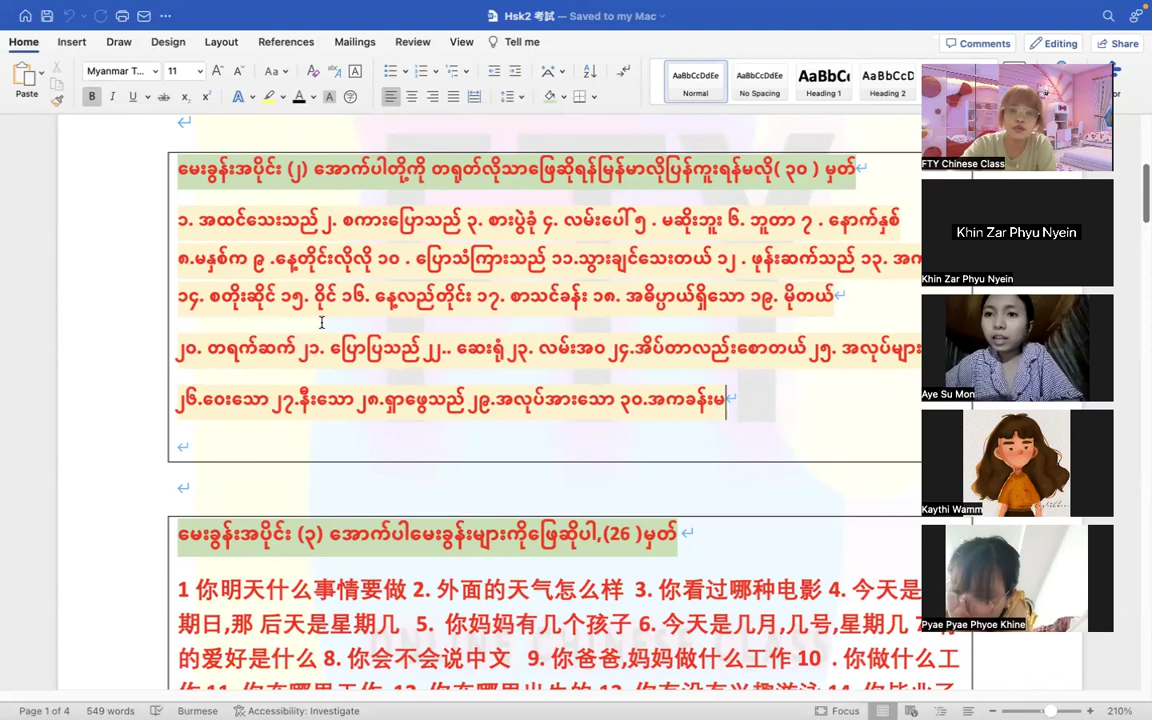 Hsk2 考試 — Saved to my Mac
Home Insert Draw Design Layout References Mailings Review View Tell me
Comments Editing Share
Paste
Myanmar T... 11
AaBbCcDdEe Normal
AaBbCcDdEe No Spacing
AaBbC Heading 1
AaBbCcD Heading 2
မေးခွန်းအပိုင်း (၂) အောက်ပါတို့ကို တရုတ်လိုသာဖြေဆိုရန်မြန်မာလိုပြန်ကူးရန်မလို( ၃၀ ) မှတ်
၁. အထင်သေးသည် ၂. စကားပြောသည် ၃. စားပွဲခုံ ၄. လမ်းပေါ် ၅ . မဆိုးဘူး ၆. ဘူတာ ၇ . နောက်နှစ်
၈.မနှစ်က ၉ .နေ့တိုင်းလိုလို ၁၀ . ပြောသံကြားသည် ၁၁.သွားချင်သေးတယ် ၁၂ . ဖုန်းဆက်သည် ၁၃.
၁၄. စတိုးဆိုင် ၁၅. ဝိုင် ၁၆. နေ့လည်တိုင်း ၁၇. စာသင်ခန်း ၁၈. အဓိပ္ပာယ်ရှိသော ၁၉. မိုတယ်
၂၀. တရက်ဆက် ၂၁. ပြောပြသည် ၂၂.. ဆေးရုံ ၂၃. လမ်းအဝ ၂၄.အိပ်တာလည်းစောတယ် ၂၅. အလုပ်များ
၂၆.ဝေးသော ၂၇.နီးသော ၂၈.ရှာဖွေသည် ၂၉.အလုပ်အားသော ၃၀.အကခန်းမ
မေးခွန်းအပိုင်း (၃) အောက်ပါမေးခွန်းများကိုဖြေဆိုပါ,(26 )မှတ်
1 你明天什么事情要做 2. 外面的天气怎么样 3. 你看过哪种电影 4. 今天是
期日,那 后天是星期几 5. 你妈妈有几个孩子 6. 今天是几月,几号,星期几 7
的爱好是什么 8. 你会不会说中文 9. 你爸爸,妈妈做什么工作 10 . 你做什么工
FTY Chinese Class
Khin Zar Phyu Nyein
Khin Zar Phyu Nyein
Aye Su Mon
Kaythi Wamm
Pyae Pyae Phyoe Khine
Page 1 of 4 549 words Burmese Accessibility: Investigate Focus 210%